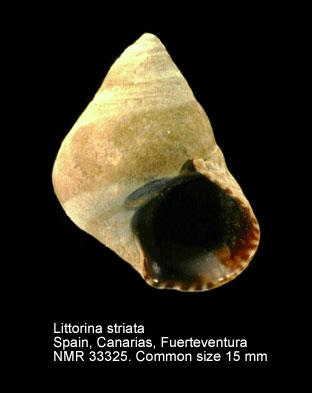 Littorina striata
Spain, Canarias, Fuerteventura
NMR 33325. Common size 15 mm